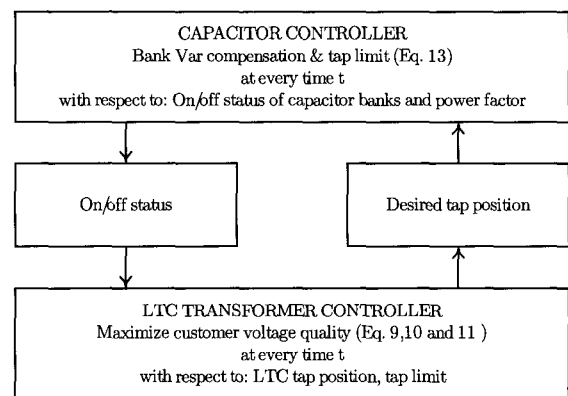 CAPACITOR CONTROLLER
Bank Var compensation & tap limit (Eq. 13)
at every time t
with respect to: On/off status of capacitor banks and power factor
On/off status
Desired tap position
LTC TRANSFORMER CONTROLLER
Maximize customer voltage quality (Eq. 9,10 and 11 )
at every time t
with respect to: LTC tap position, tap limit